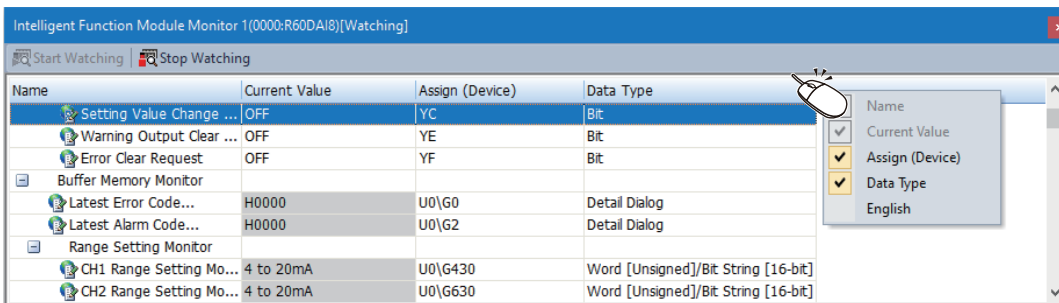 Intelligent Function Module Monitor 1(0000:R60DAI8)[Watching]
Start Watching Stop Watching
Name Current Value Assign (Device) Data Type
Setting Value Change ... OFF YC Bit
Warning Output Clear ... OFF YE Bit
Error Clear Request OFF YF Bit
Buffer Memory Monitor
Latest Error Code... H0000 U0\G0 Detail Dialog
Latest Alarm Code... H0000 U0\G2 Detail Dialog
Range Setting Monitor
CH1 Range Setting Mo... 4 to 20mA U0\G430 Word [Unsigned]/Bit String [16-bit]
CH2 Range Setting Mo... 4 to 20mA U0\G630 Word [Unsigned]/Bit String [16-bit]
Name
Current Value
Assign (Device)
Data Type
English